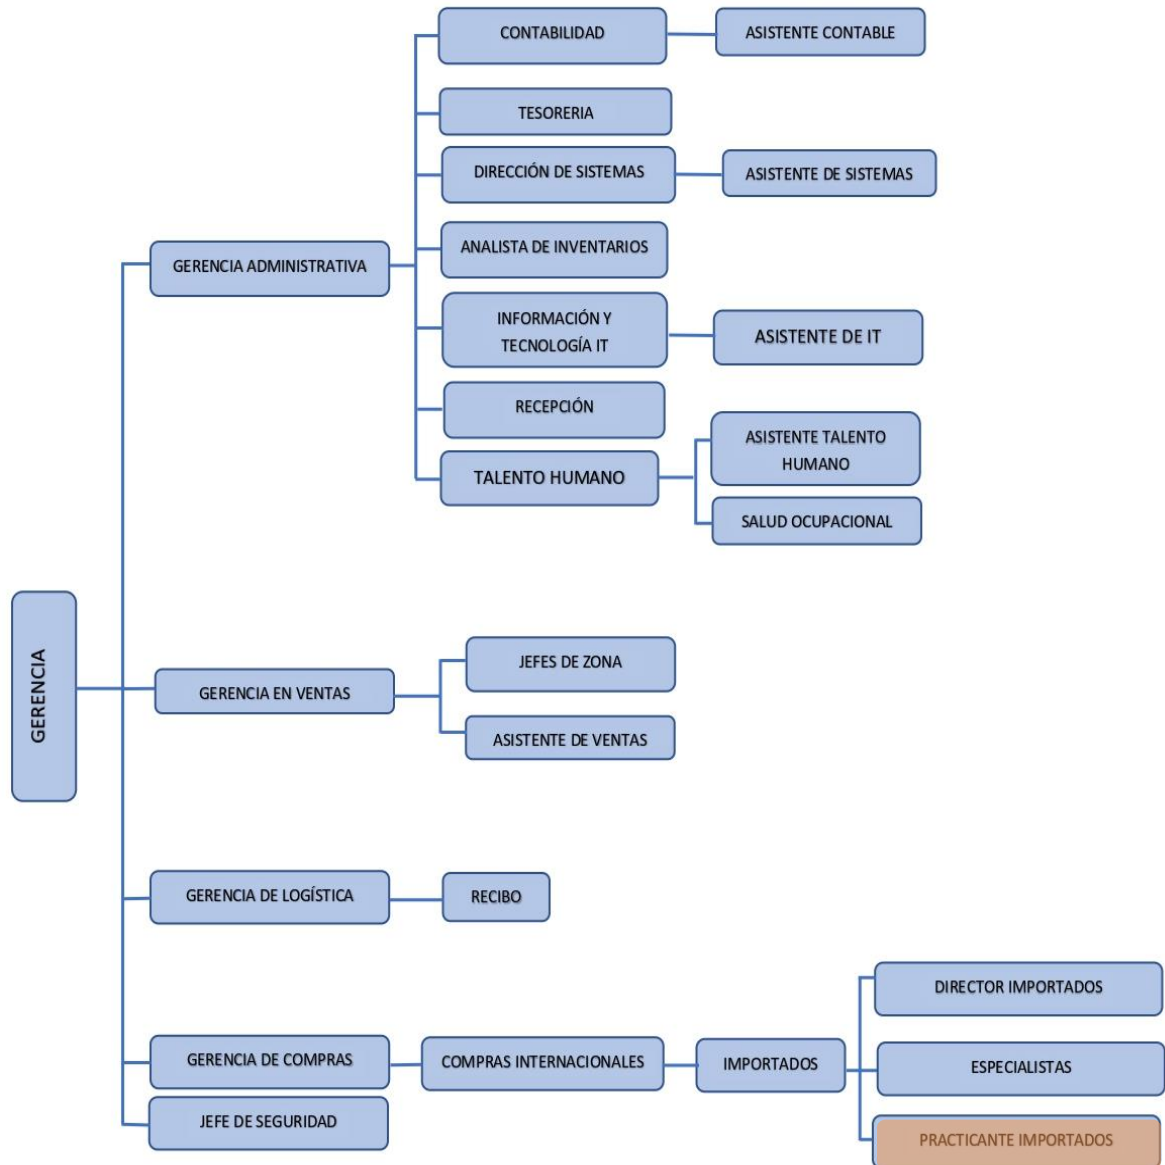 CONTABILIDAD
ASISTENTE CONTABLE
TESORERIA
DIRECCIÓN DE SISTEMAS
ASISTENTE DE SISTEMAS
ANALISTA DE INVENTARIOS
GERENCIA ADMINISTRATIVA
INFORMACIÓN Y
TECNOLOGÍA IT
ASISTENTE DE IT
RECEPCIÓN
ASISTENTE TALENTO
HUMANO
TALENTO HUMANO
SALUD OCUPACIONAL
GERENCIA
JEFES DE ZONA
GERENCIA EN VENTAS
ASISTENTE DE VENTAS
GERENCIA DE LOGÍSTICA
RECIBO
DIRECTOR IMPORTADOS
GERENCIA DE COMPRAS
COMPRAS INTERNACIONALES
IMPORTADOS
ESPECIALISTAS
JEFE DE SEGURIDAD
PRACTICANTE IMPORTADOS